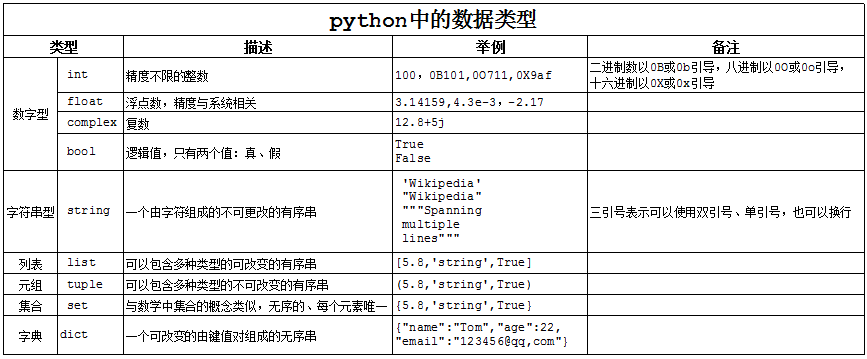 python中的数据类型
类型 描述 举例 备注
数字型 int 精度不限的整数 100，0B101,0O711,0X9af 二进制数以0B或0b引导，八进制以0O或0o引导，
十六进制以0X或0x引导
float 浮点数，精度与系统相关 3.14159,4.3e-3，-2.17
complex 复数 12.8+5j
bool 逻辑值，只有两个值：真、假 True
False
字符串型 string 一个由字符组成的不可更改的有序串 'Wikipedia'
"Wikipedia"
"""Spanning
multiple
lines"""
三引号表示可以使用双引号、单引号，也可以换行
列表 list 可以包含多种类型的可改变的有序串 [5.8,'string',True]
元组 tuple 可以包含多种类型的不可改变的有序串 (5.8,'string',True)
集合 set 与数学中集合的概念类似，无序的、每个元素唯一 {5.8,'string',True}
字典 dict 一个可改变的由键值对组成的无序串 {"name":"Tom","age":22,
"email":"123456@qq,com"}